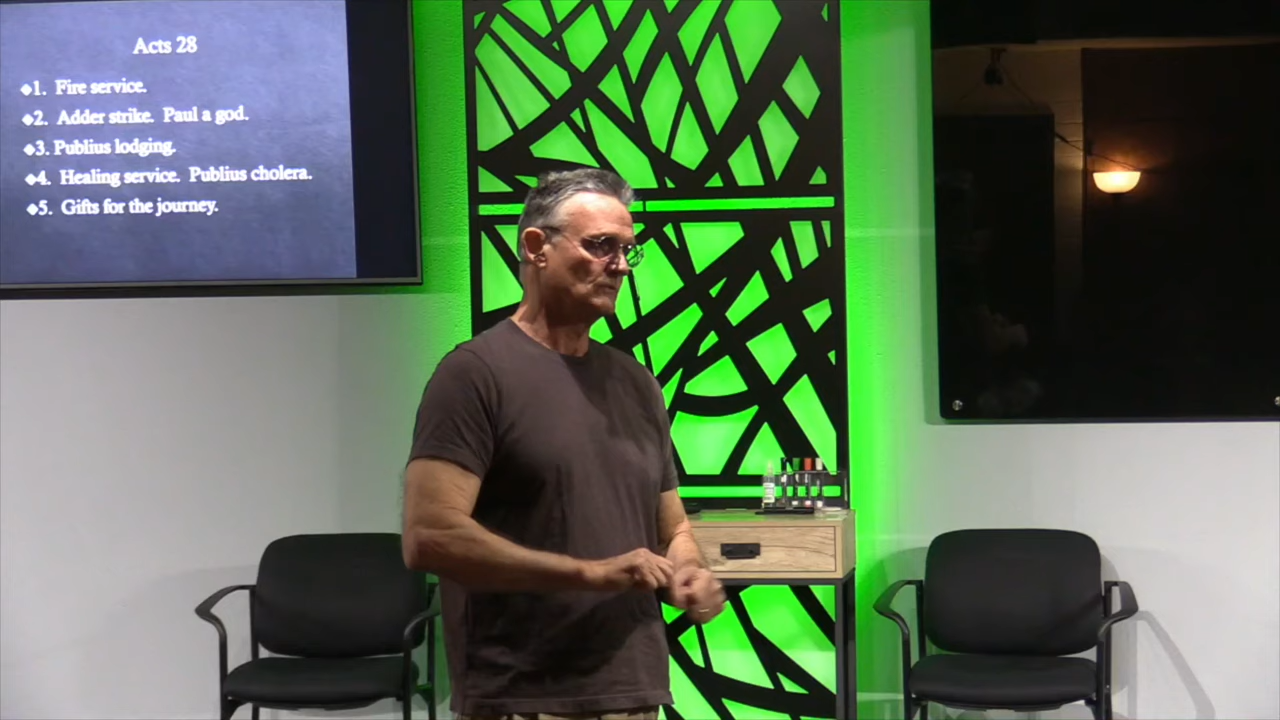 Acts 28
◆1. Fire service.
◆2. Adder strike. Paul a god.
◆3. Publius lodging.
◆4. Healing service. Publius cholera.
◆5. Gifts for the journey.